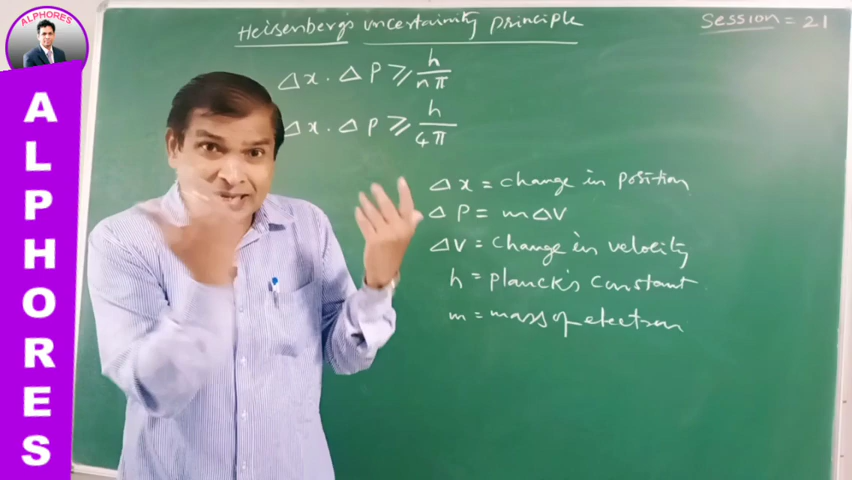 ALPHORES
ALPHORES
Heisenberg's uncertainity principle
Session = 21
Δx . ΔP ≥ h/nπ
Δx . ΔP ≥ h/4π
Δx = change in position
ΔP = mΔV
ΔV = change in velocity
h = planck's constant
m = mass of electron